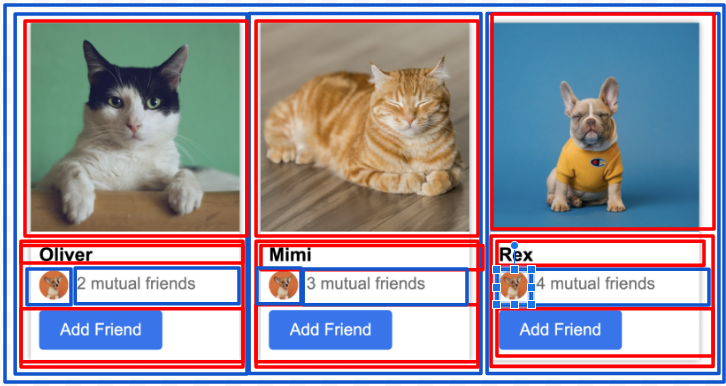 Oliver
2 mutual friends
Add Friend
Mimi
3 mutual friends
Add Friend
Rex
4 mutual friends
Add Friend